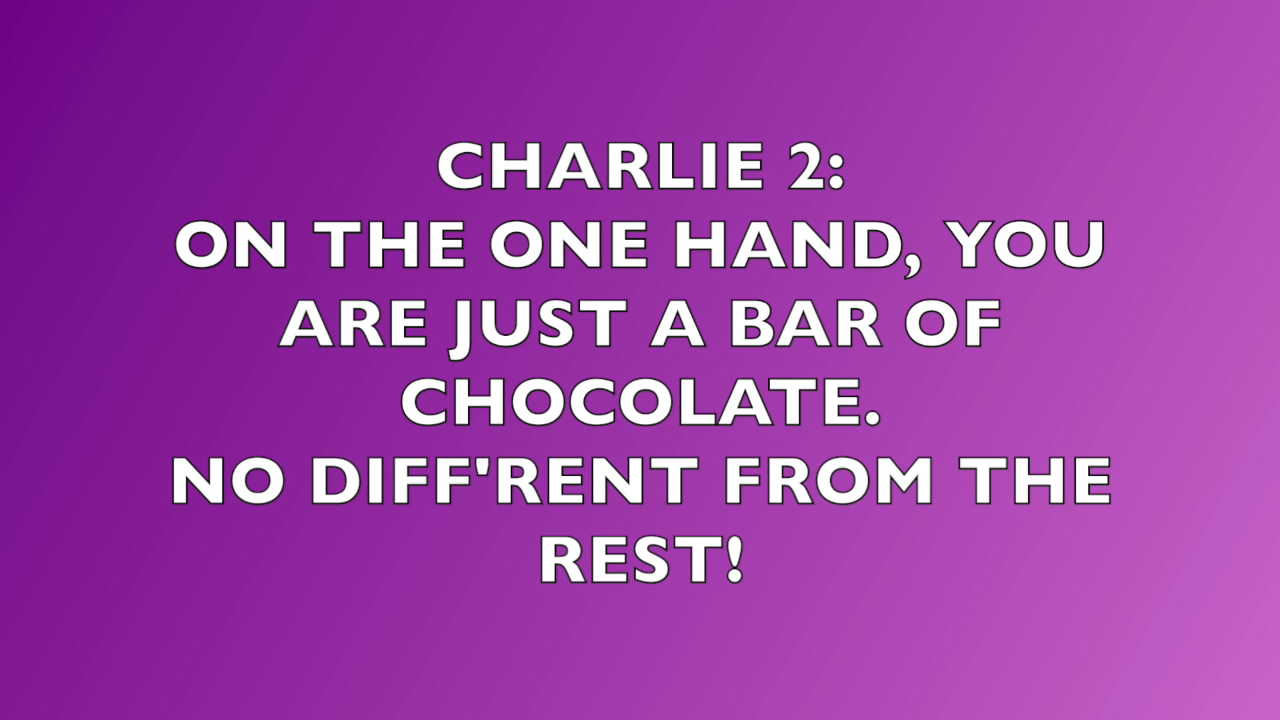 CHARLIE 2:
ON THE ONE HAND, YOU
ARE JUST A BAR OF
CHOCOLATE.
NO DIFF'RENT FROM THE
REST!